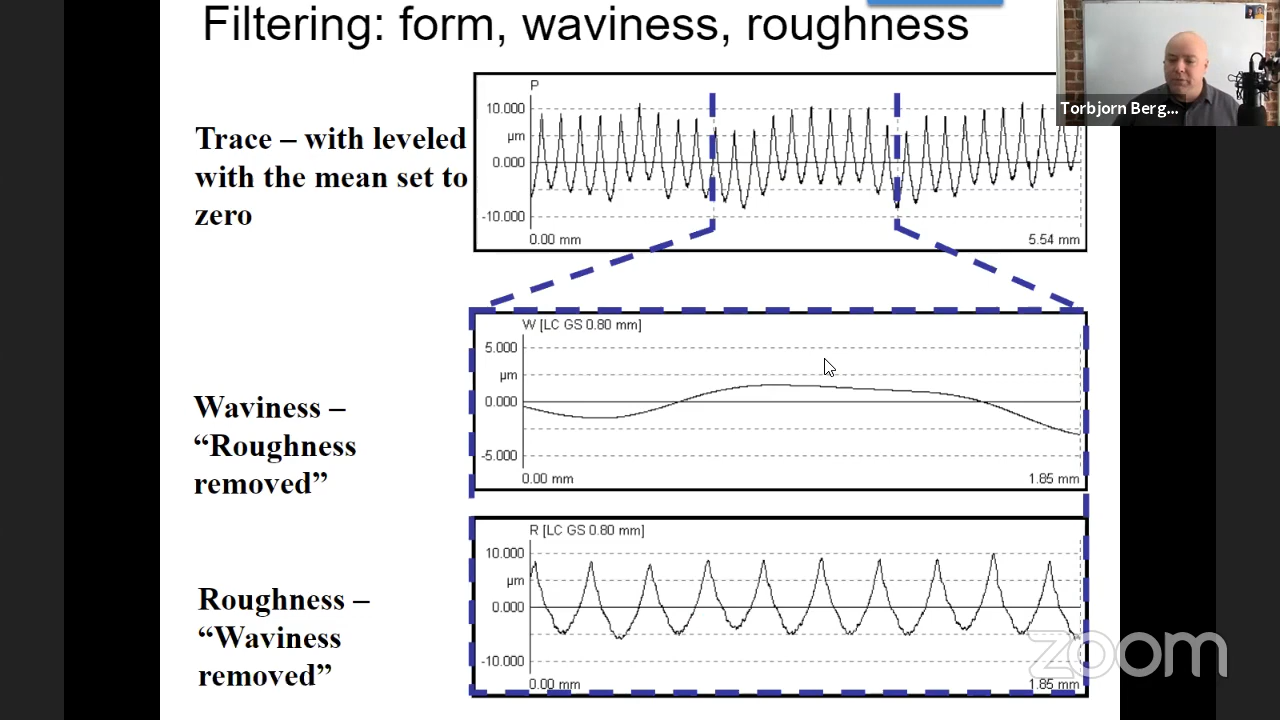 Filtering: form, waviness, roughness
Torbjorn Berg...
Trace – with leveled
with the mean set to
zero
P
10.000
µm
0.000
-10.000
0.00 mm
5.54 mm
Waviness –
“Roughness
removed”
W [LC GS 0.80 mm]
5.000
µm
0.000
-5.000
0.00 mm
1.85 mm
Roughness –
“Waviness
removed”
R [LC GS 0.80 mm]
10.000
µm
0.000
-10.000
0.00 mm
1.85 mm
zoom